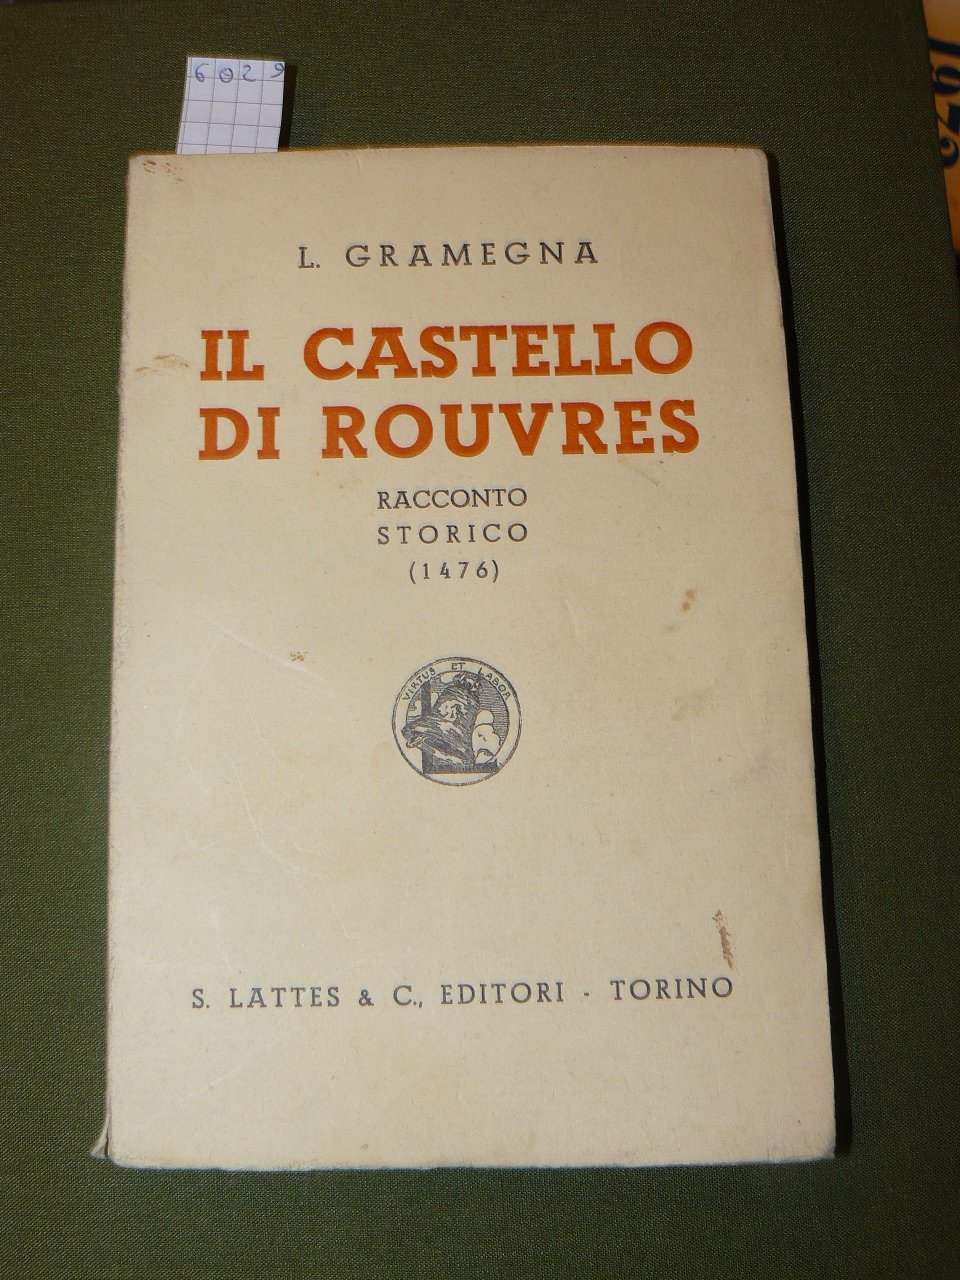 6029
L. GRAMEGNA
IL CASTELLO
DI ROUVRES
RACCONTO
STORICO
(1476)
VIRTUS ET LABOR
S. LATTES & C., EDITORI - TORINO